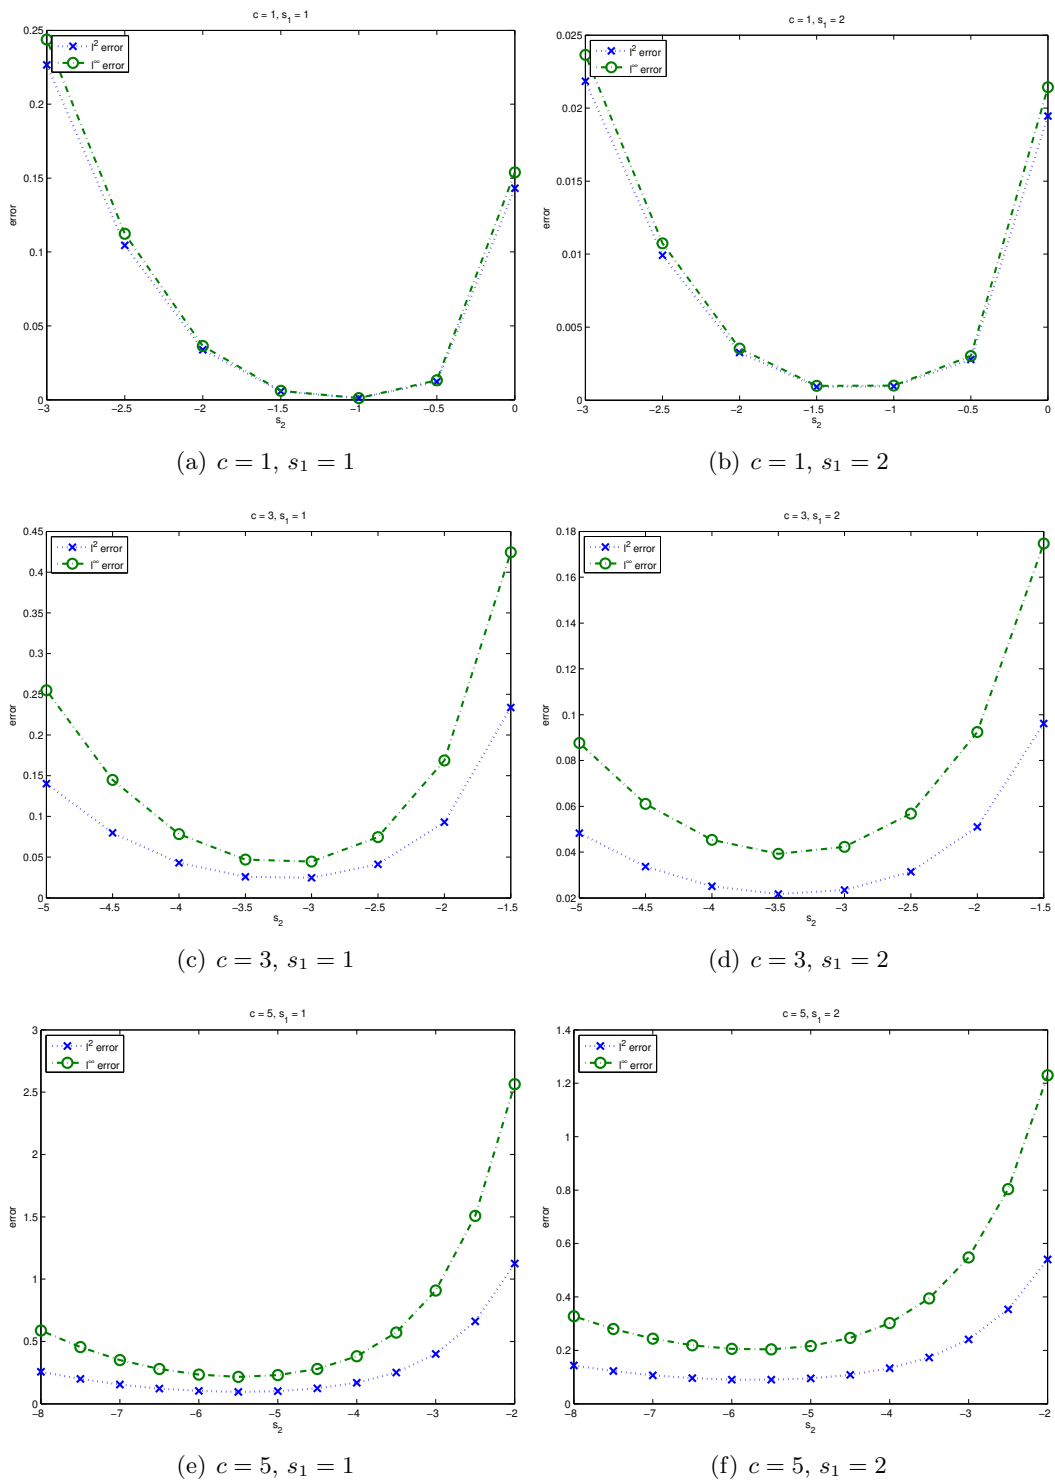 c = 1, s1 = 1
l2 error
l∞ error
0.25
0.2
0.15
0.1
0.05
0
error
−3 −2.5 −2 −1.5 −1 −0.5 0
s2
(a) c = 1, s1 = 1
c = 1, s1 = 2
l2 error
l∞ error
0.025
0.02
0.015
0.01
0.005
0
error
−3 −2.5 −2 −1.5 −1 −0.5 0
s2
(b) c = 1, s1 = 2
c = 3, s1 = 1
l2 error
l∞ error
0.45
0.4
0.35
0.3
0.25
0.2
0.15
0.1
0.05
0
error
−5 −4.5 −4 −3.5 −3 −2.5 −2 −1.5
s2
(c) c = 3, s1 = 1
c = 3, s1 = 2
l2 error
l∞ error
0.18
0.16
0.14
0.12
0.1
0.08
0.06
0.04
0.02
error
−5 −4.5 −4 −3.5 −3 −2.5 −2 −1.5
s2
(d) c = 3, s1 = 2
c = 5, s1 = 1
l2 error
l∞ error
3
2.5
2
1.5
1
0.5
0
error
−8 −7 −6 −5 −4 −3 −2
s2
(e) c = 5, s1 = 1
c = 5, s1 = 2
l2 error
l∞ error
1.4
1.2
1
0.8
0.6
0.4
0.2
0
error
−8 −7 −6 −5 −4 −3 −2
s2
(f) c = 5, s1 = 2